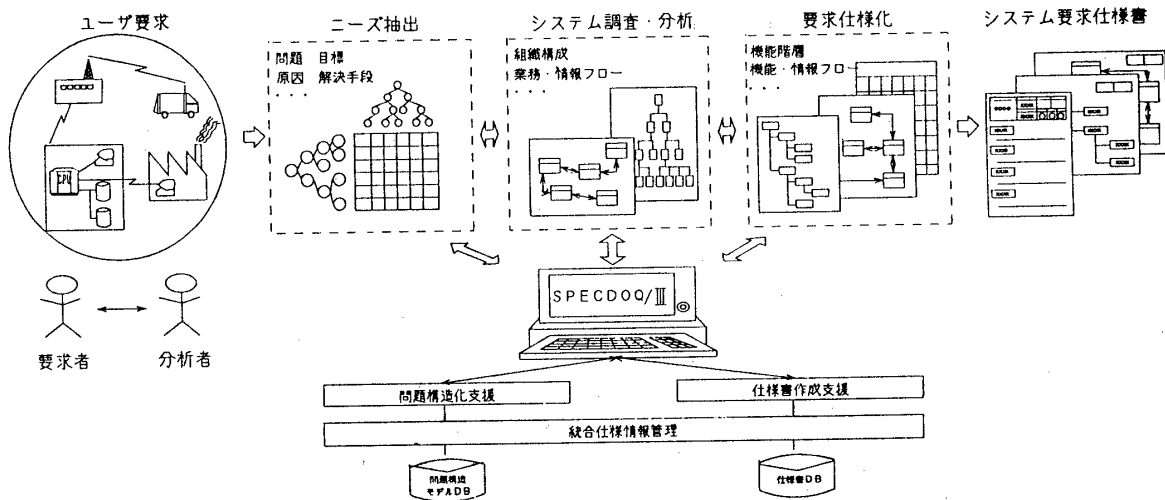 ユーザ要求
ニーズ抽出
システム調査・分析
要求仕様化
システム要求仕様書
問題 目標
原因 解決手段
・・・
組織構成
業務・情報フロー
・・・
機能階層
機能・情報フロー
・・・
CPU
SPECDOQ/Ⅲ
要求者
分析者
問題構造化支援
仕様書作成支援
統合仕様情報管理
問題構造
モデルDB
仕様書DB